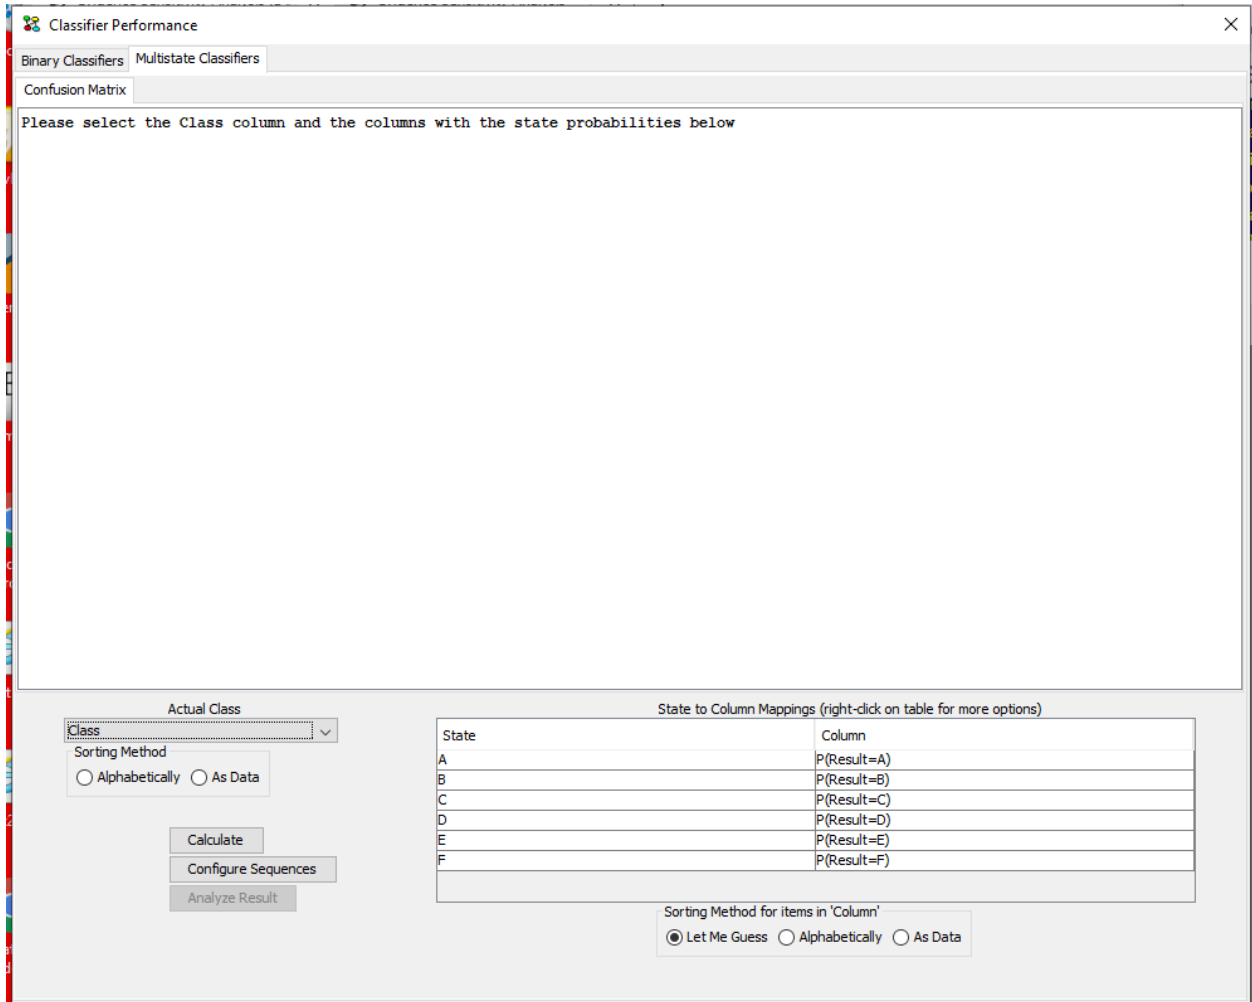 Classifier Performance
Binary Classifiers
Multistate Classifiers
Confusion Matrix
Please select the Class column and the columns with the state probabilities below
Actual Class
Class
Sorting Method
Alphabetically
As Data
Calculate
Configure Sequences
Analyze Result
State to Column Mappings (right-click on table for more options)
State Column
A P(Result=A)
B P(Result=B)
C P(Result=C)
D P(Result=D)
E P(Result=E)
F P(Result=F)
Sorting Method for items in 'Column'
Let Me Guess
Alphabetically
As Data